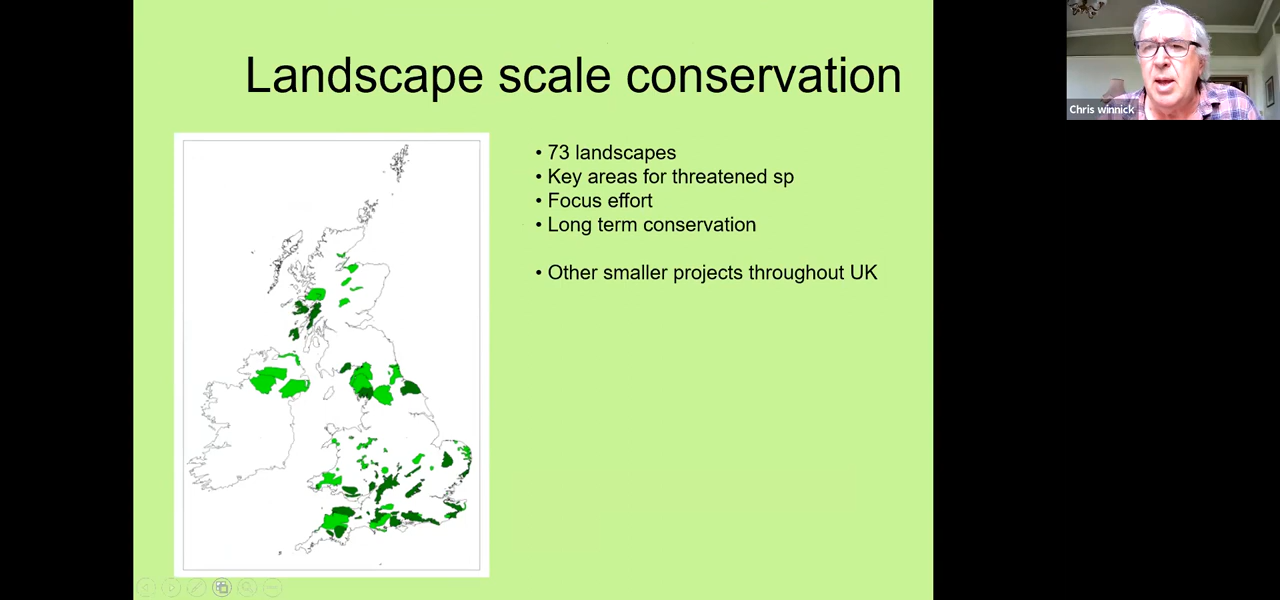 Landscape scale conservation
• 73 landscapes
• Key areas for threatened sp
• Focus effort
• Long term conservation
• Other smaller projects throughout UK
Chris winnick